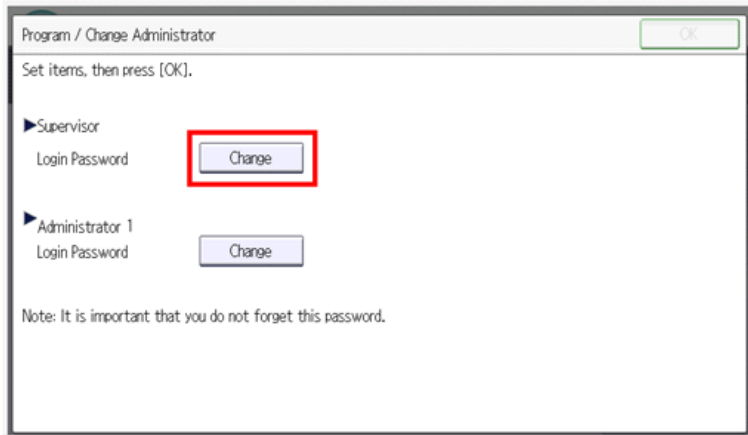 Program / Change Administrator OK
Set items, then press [OK].
▶Supervisor
Login Password Change
▶Administrator 1
Login Password Change
Note: It is important that you do not forget this password.